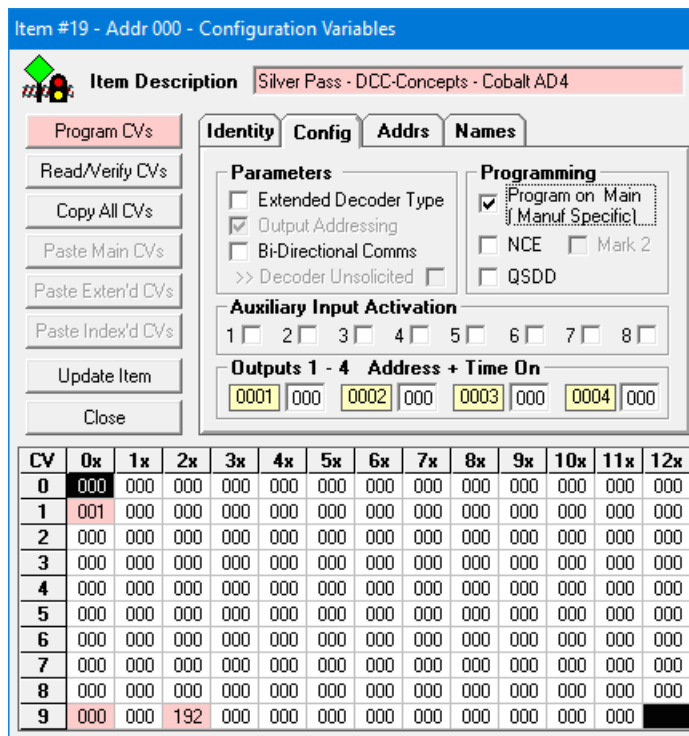 Item #19 - Addr 000 - Configuration Variables
Item Description Silver Pass - DCC-Concepts - Cobalt AD4
Program CVs
Read/Verify CVs
Copy All CVs
Paste Main CVs
Paste Exten'd CVs
Paste Index'd CVs
Update Item
Close
Identity Config Addrs Names
Parameters
Extended Decoder Type
Output Addressing
Bi-Directional Comms
>> Decoder Unsolicited
Programming
Program on Main
(Manuf Specific)
NCE Mark 2
QSDD
Auxiliary Input Activation
1 2 3 4 5 6 7 8
Outputs 1 - 4 Address + Time On
0001 000 0002 000 0003 000 0004 000
CV 0x 1x 2x 3x 4x 5x 6x 7x 8x 9x 10x 11x 12x
0 000 000 000 000 000 000 000 000 000 000 000 000 000
1 001 000 000 000 000 000 000 000 000 000 000 000 000
2 000 000 000 000 000 000 000 000 000 000 000 000 000
3 000 000 000 000 000 000 000 000 000 000 000 000 000
4 000 000 000 000 000 000 000 000 000 000 000 000 000
5 000 000 000 000 000 000 000 000 000 000 000 000 000
6 000 000 000 000 000 000 000 000 000 000 000 000 000
7 000 000 000 000 000 000 000 000 000 000 000 000 000
8 000 000 000 000 000 000 000 000 000 000 000 000 000
9 000 000 192 000 000 000 000 000 000 000 000 000